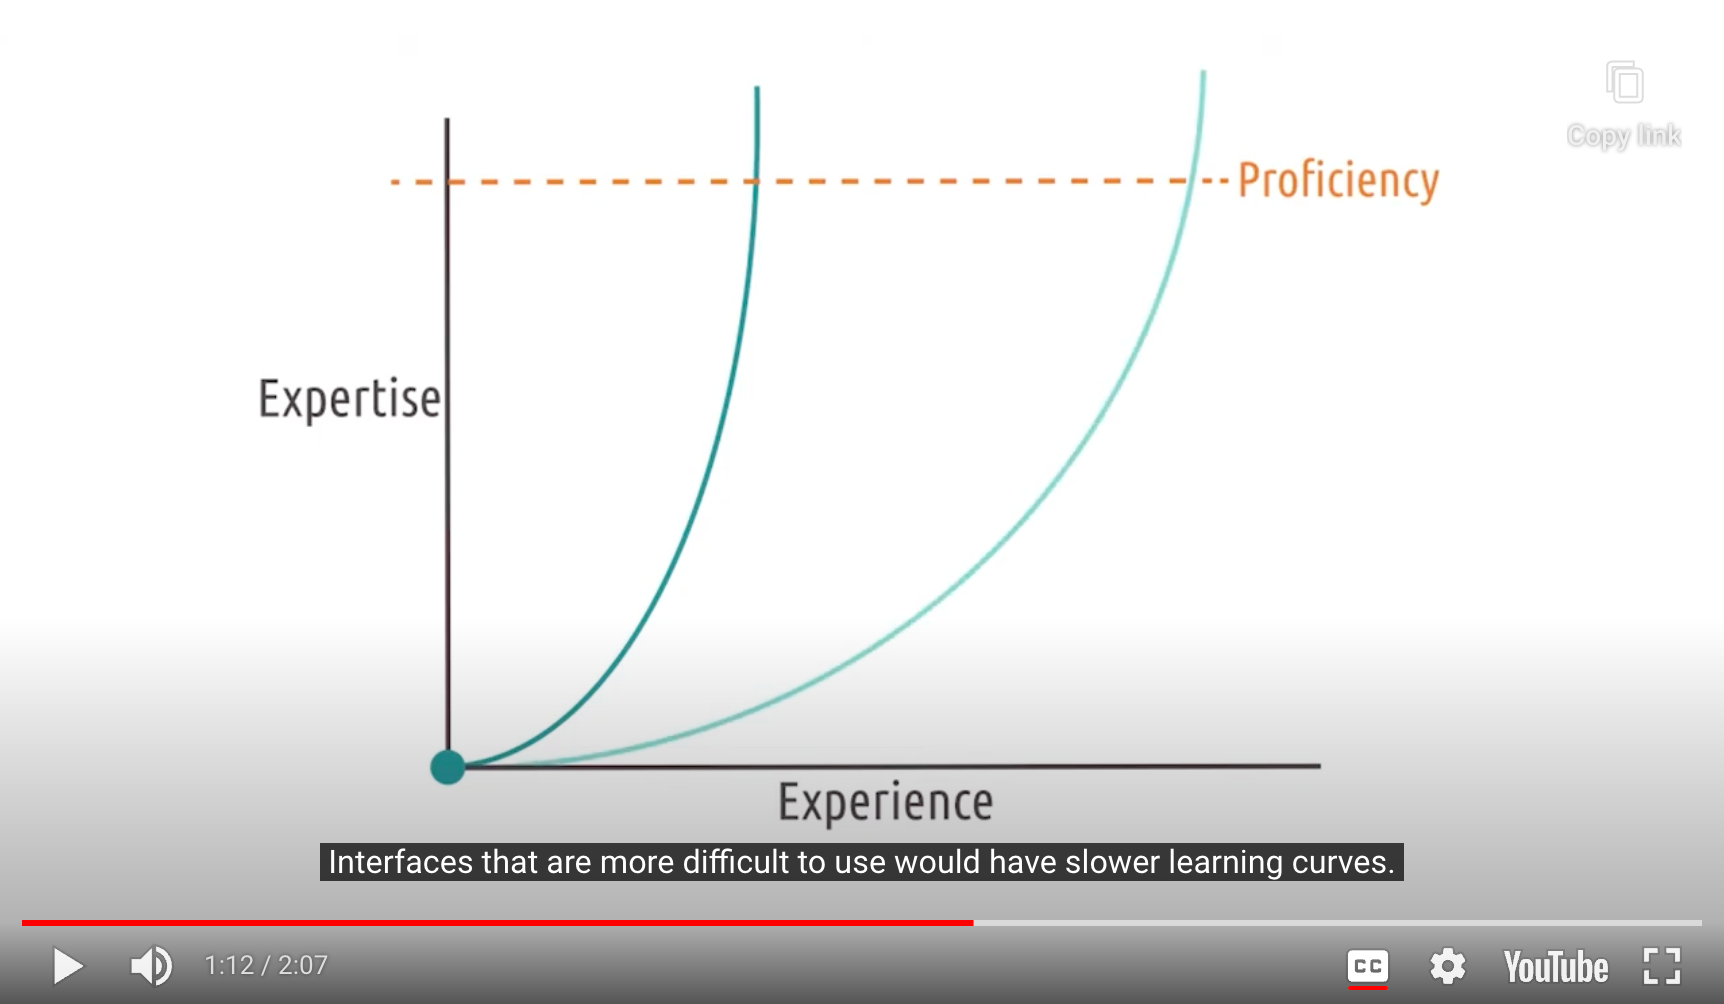 Copy link
Proficiency
Expertise
Experience
Interfaces that are more difficult to use would have slower learning curves.
1:12 / 2:07
CC
YouTube